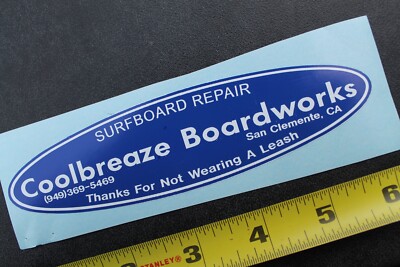 SURFBOARD REPAIR
Coolbreaze Boardworks
(949)369-5469
San Clemente, CA
Thanks For Not Wearing A Leash
STANLEY
2 3 4 5 6